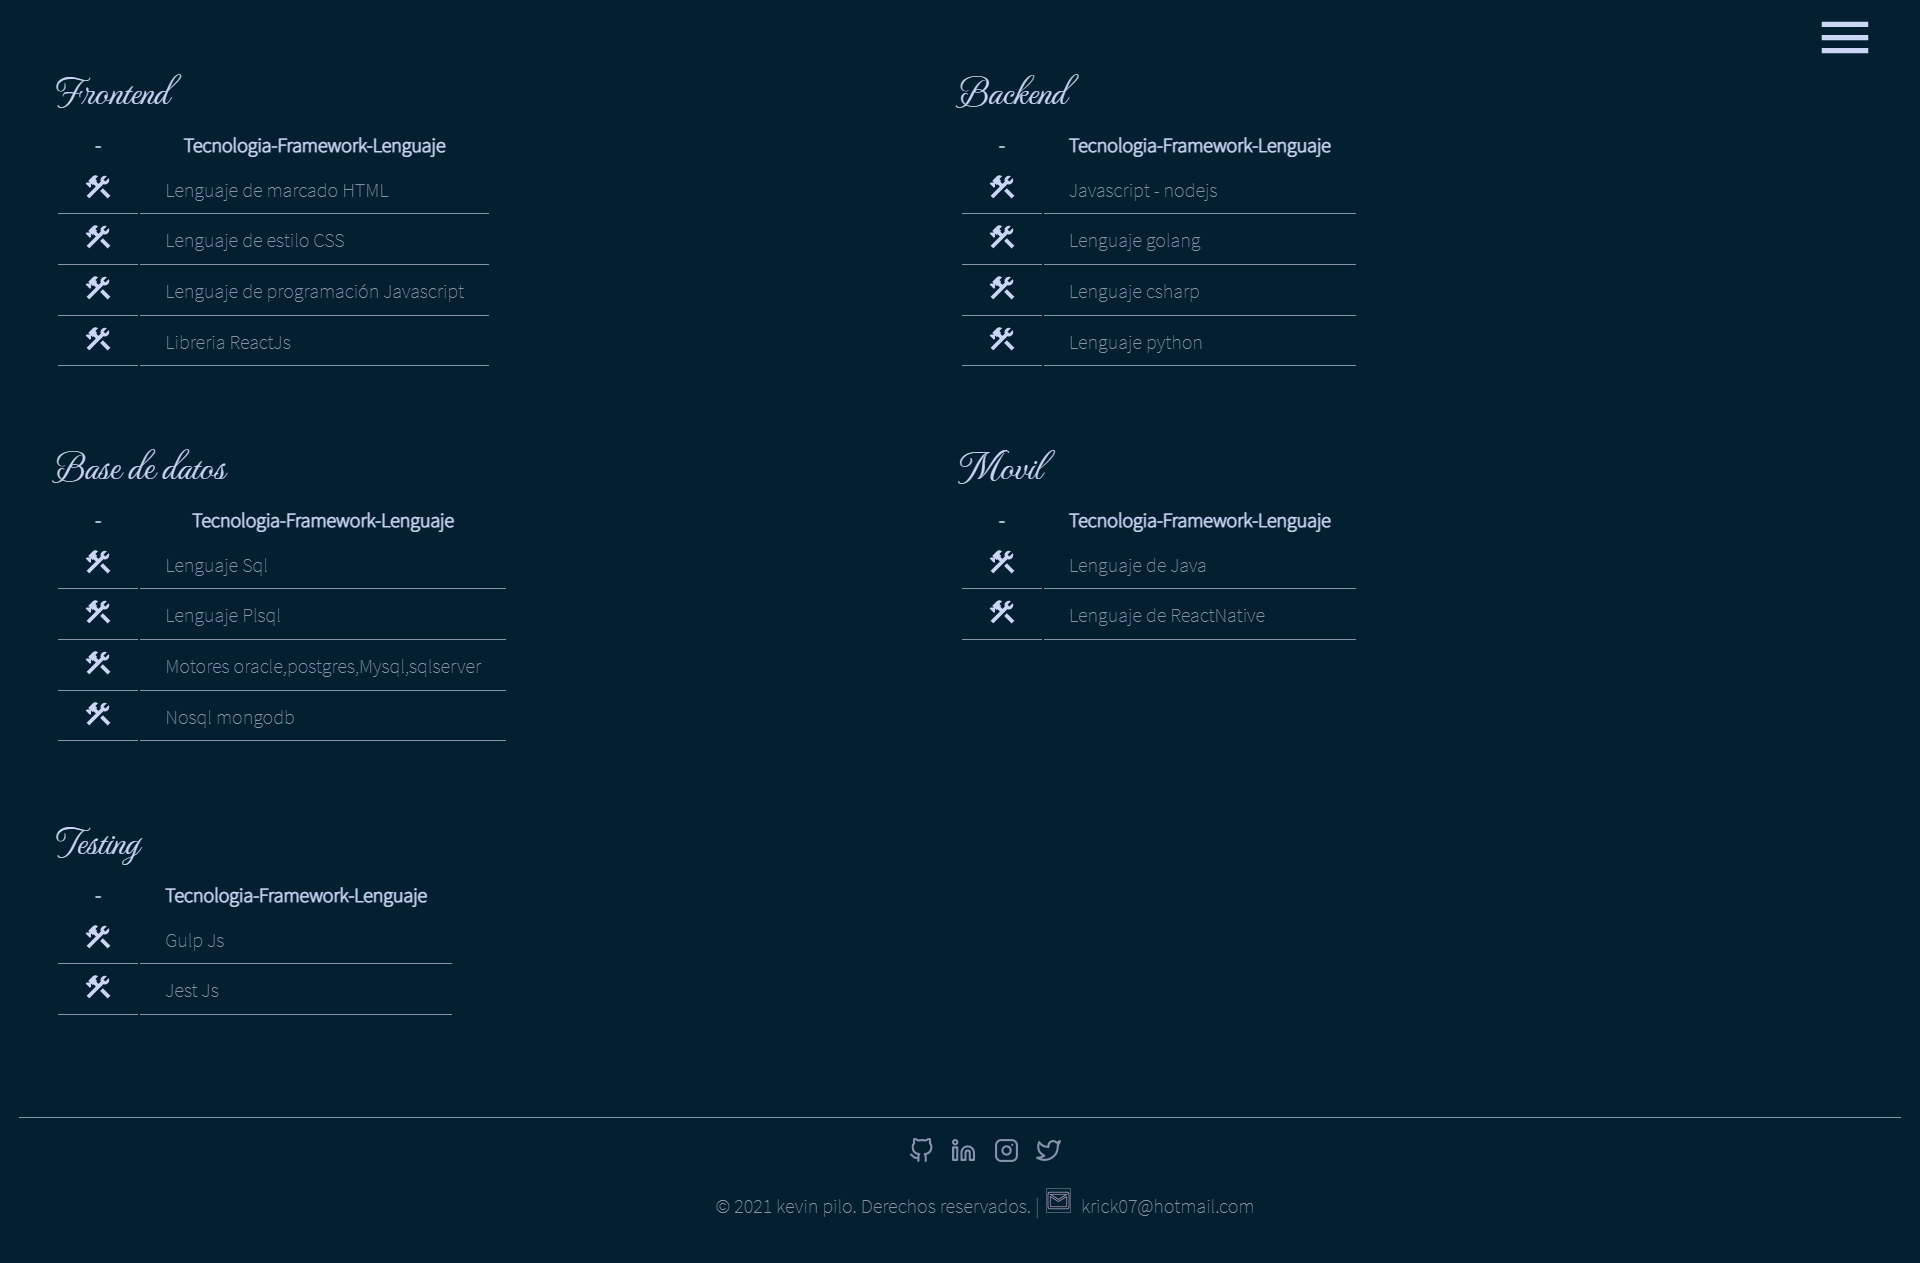 Frontend
-
Tecnologia-Framework-Lenguaje
Lenguaje de marcado HTML
Lenguaje de estilo CSS
Lenguaje de programación Javascript
Libreria ReactJs
Backend
-
Tecnologia-Framework-Lenguaje
Javascript - nodejs
Lenguaje golang
Lenguaje csharp
Lenguaje python
Base de datos
-
Tecnologia-Framework-Lenguaje
Lenguaje Sql
Lenguaje Plsql
Motores oracle,postgres,Mysql,sqlserver
Nosql mongodb
Movil
-
Tecnologia-Framework-Lenguaje
Lenguaje de Java
Lenguaje de ReactNative
Testing
-
Tecnologia-Framework-Lenguaje
Gulp Js
Jest Js
© 2021 kevin pilo. Derechos reservados. | krick07@hotmail.com